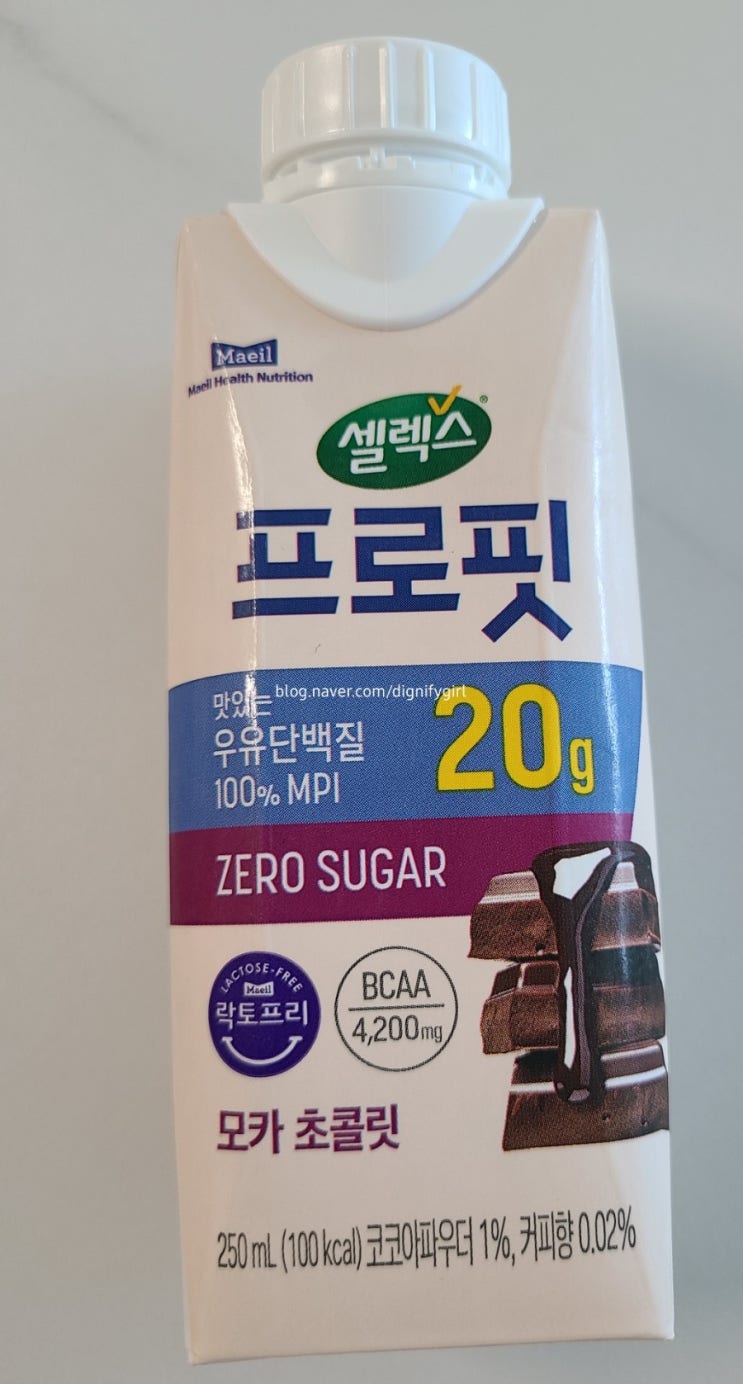 Maeil
Maeil Health Nutrition
셀렉스®
프로핏
맛있는
blog.naver.com/dignifygirl
우유단백질
100% MPI
20g
ZERO SUGAR
LACTOSE-FREE
Maeil
락토프리
BCAA
4,200mg
모카 초콜릿
250 mL (100 kcal) 코코아파우더 1%, 커피향 0.02%